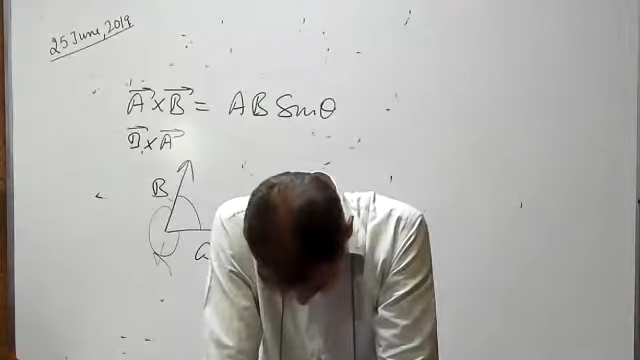 25 June, 2019
A⃗ × B⃗ = AB Sinθ
B⃗ × A⃗
B
a